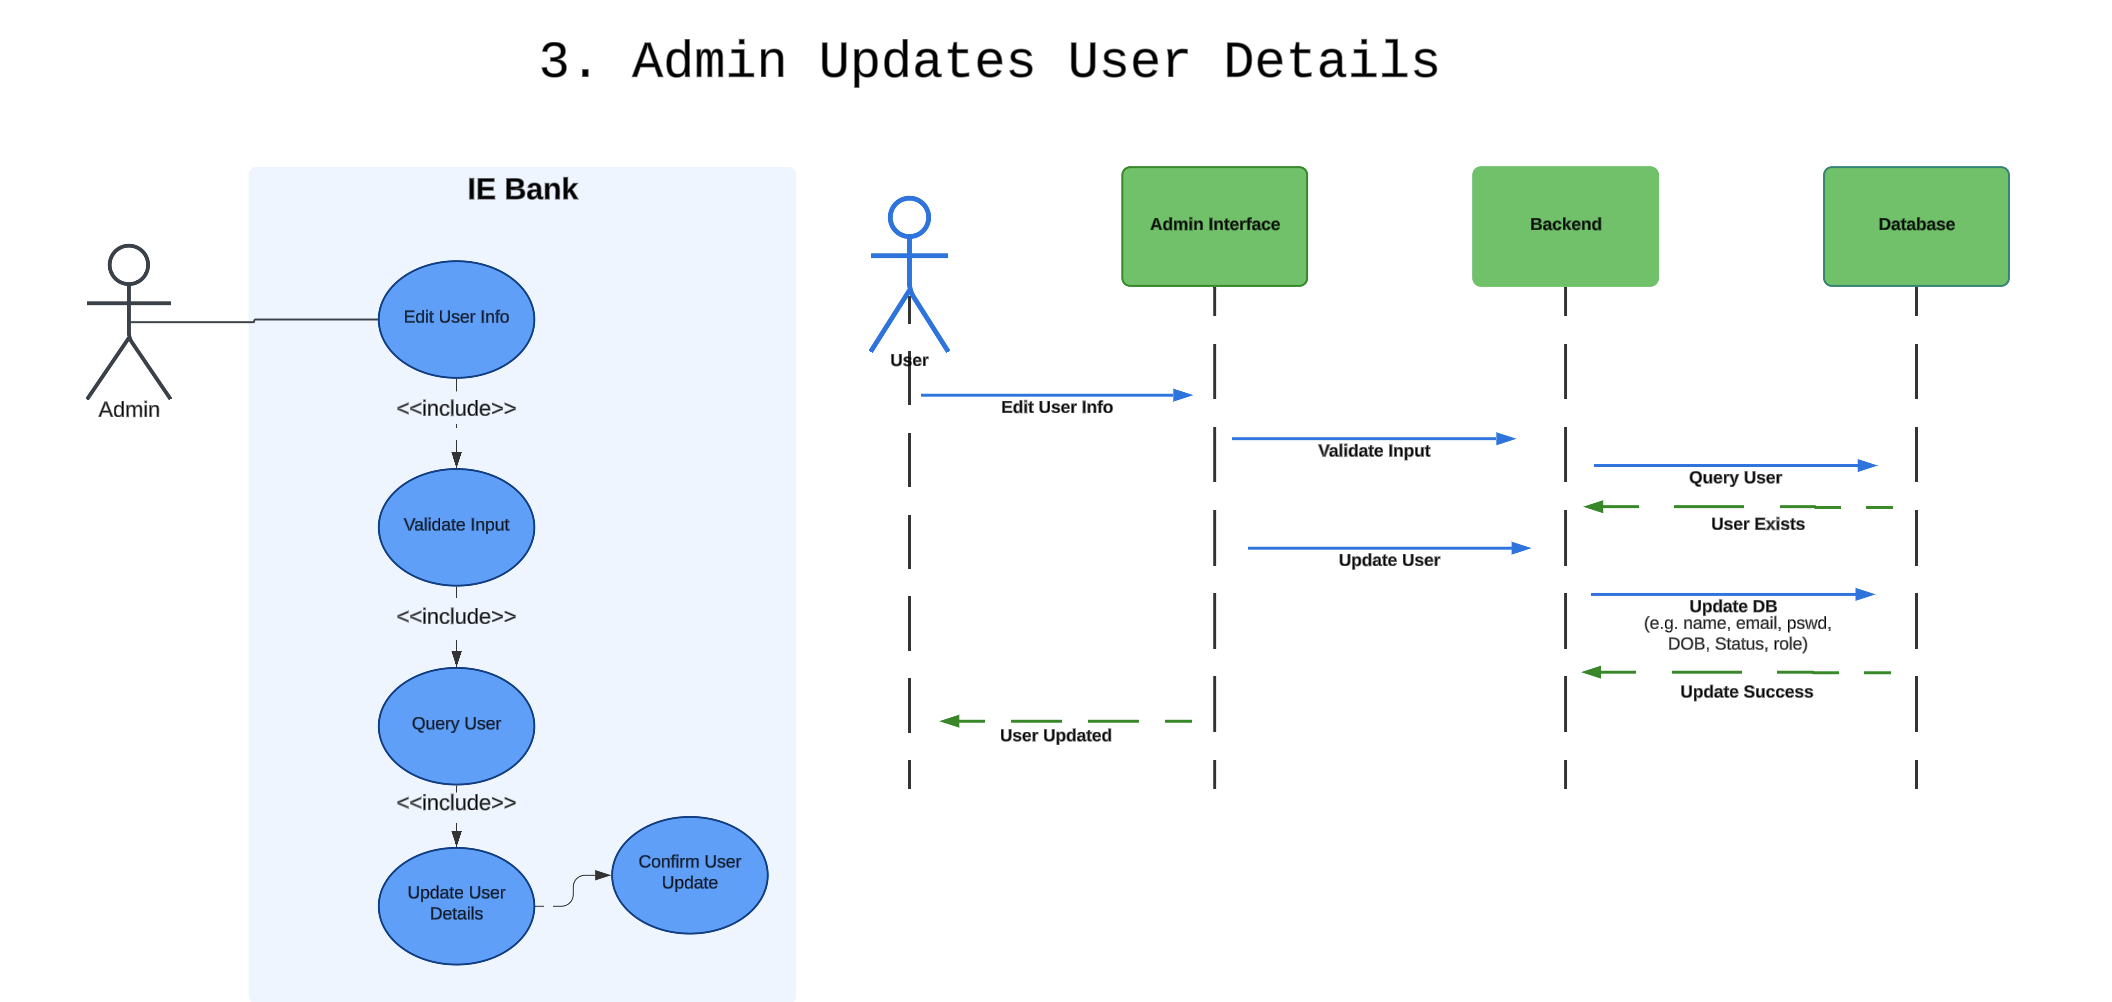 3. Admin Updates User Details
IE Bank
Admin
Edit User Info
<<include>>
Validate Input
<<include>>
Query User
<<include>>
Update User
Details
Confirm User
Update
User
Admin Interface
Backend
Database
Edit User Info
Validate Input
Query User
User Exists
Update User
Update DB
(e.g. name, email, pswd,
DOB, Status, role)
Update Success
User Updated